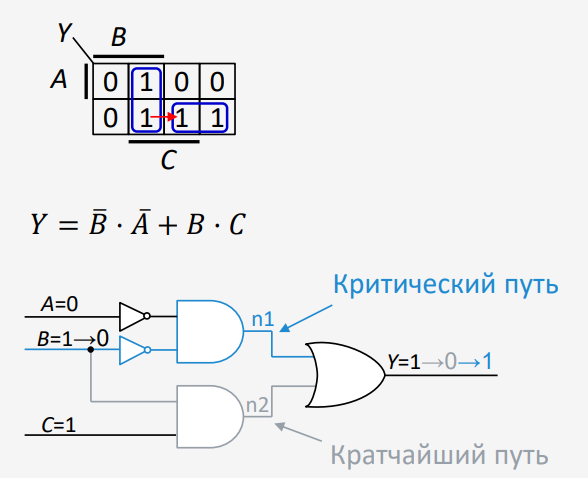 Y B
A 0 1 0 0
0 1 1 1
C
Y = B̅ · A̅ + B · C
Критический путь
A=0
n1
B=1→0
Y=1→0→1
n2
C=1
Кратчайший путь